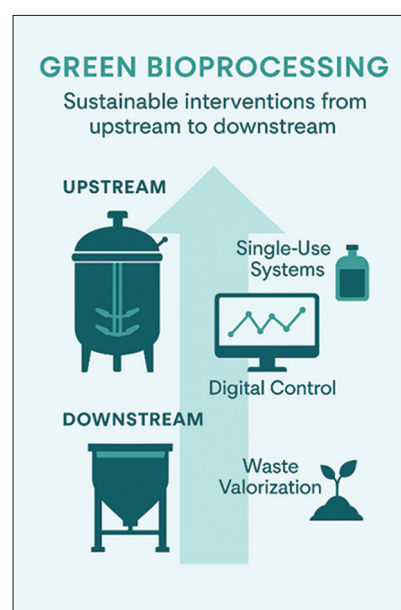 GREEN BIOPROCESSING
Sustainable interventions from
upstream to downstream
UPSTREAM
Single-Use
Systems
Digital Control
DOWNSTREAM
Waste
Valorization